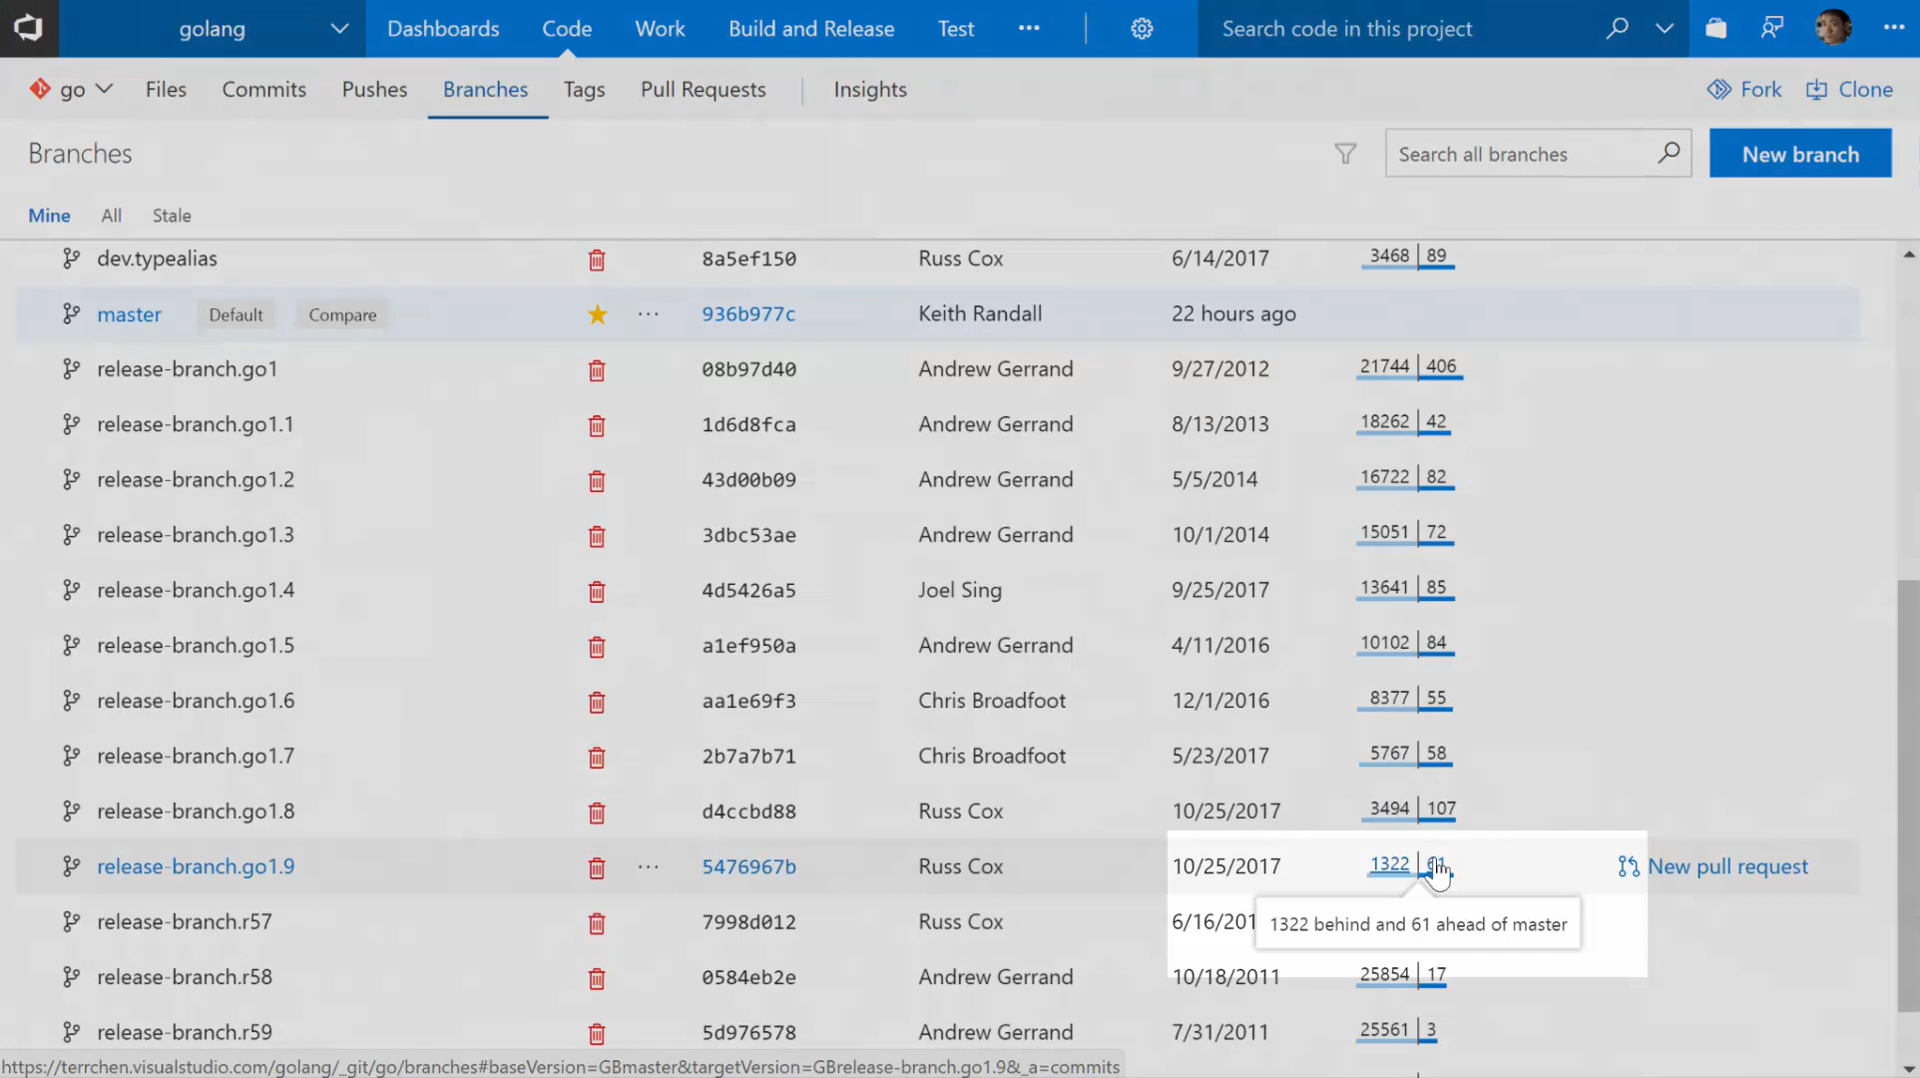 golang Dashboards Code Work Build and Release Test ••• Search code in this project •••
go Files Commits Pushes Branches Tags Pull Requests Insights Fork Clone
Branches Search all branches New branch
Mine All Stale
dev.typealias 8a5ef150 Russ Cox 6/14/2017 3468 89
master Default Compare ··· 936b977c Keith Randall 22 hours ago
release-branch.go1 08b97d40 Andrew Gerrand 9/27/2012 21744 406
release-branch.go1.1 1d6d8fca Andrew Gerrand 8/13/2013 18262 42
release-branch.go1.2 43d00b09 Andrew Gerrand 5/5/2014 16722 82
release-branch.go1.3 3dbc53ae Andrew Gerrand 10/1/2014 15051 72
release-branch.go1.4 4d5426a5 Joel Sing 9/25/2017 13641 85
release-branch.go1.5 a1ef950a Andrew Gerrand 4/11/2016 10102 84
release-branch.go1.6 aa1e69f3 Chris Broadfoot 12/1/2016 8377 55
release-branch.go1.7 2b7a7b71 Chris Broadfoot 5/23/2017 5767 58
release-branch.go1.8 d4ccbd88 Russ Cox 10/25/2017 3494 107
release-branch.go1.9 ··· 5476967b Russ Cox 10/25/2017 1322 61 New pull request
release-branch.r57 7998d012 Russ Cox 6/16/201
1322 behind and 61 ahead of master
release-branch.r58 0584eb2e Andrew Gerrand 10/18/2011 25854 17
release-branch.r59 5d976578 Andrew Gerrand 7/31/2011 25561 3
https://terrchen.visualstudio.com/golang/_git/go/branches#baseVersion=GBmaster&targetVersion=GBrelease-branch.go1.9&_a=commits